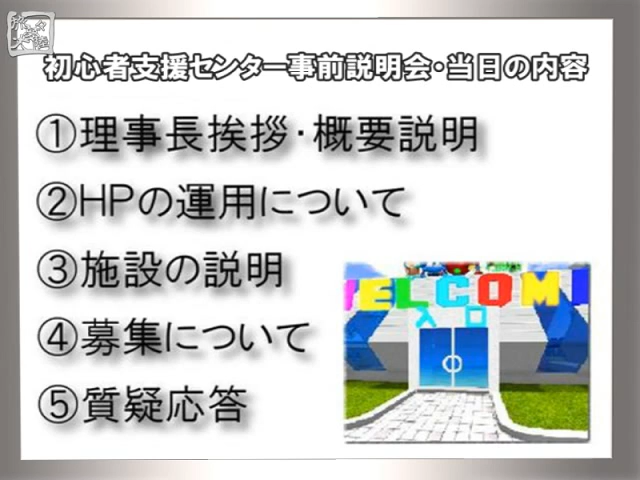 初心者支援センター事前説明会・当日の内容
①理事長挨拶・概要説明
②HPの運用について
③施設の説明
④募集について
⑤質疑応答
WELCOM
入口